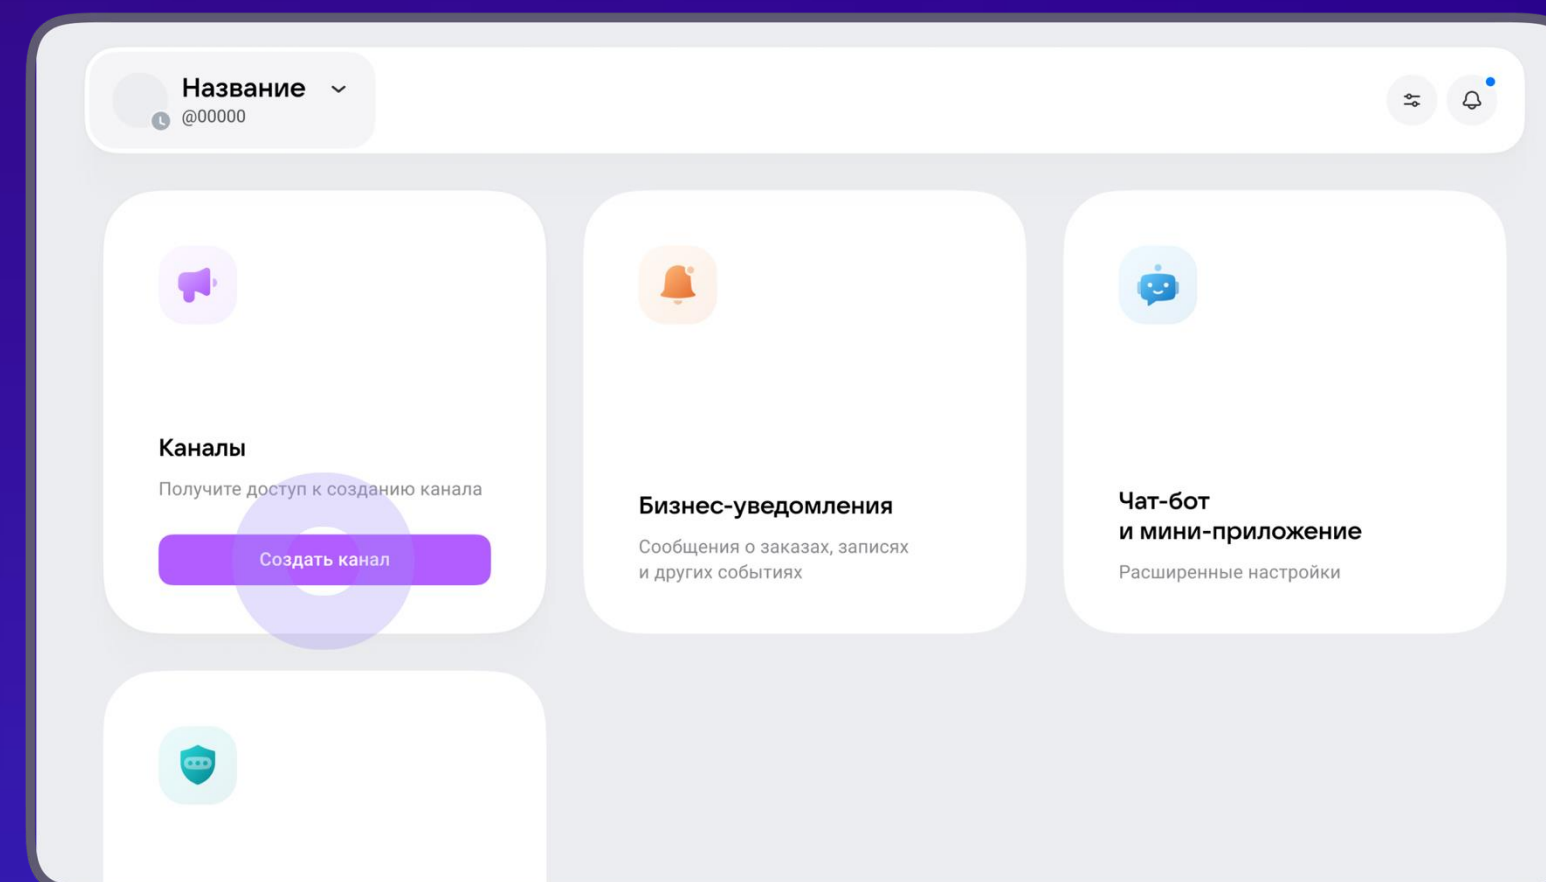 Название
@00000
Каналы
Получите доступ к созданию канала
Создать канал
Бизнес-уведомления
Сообщения о заказах, записях
и других событиях
Чат-бот
и мини-приложение
Расширенные настройки